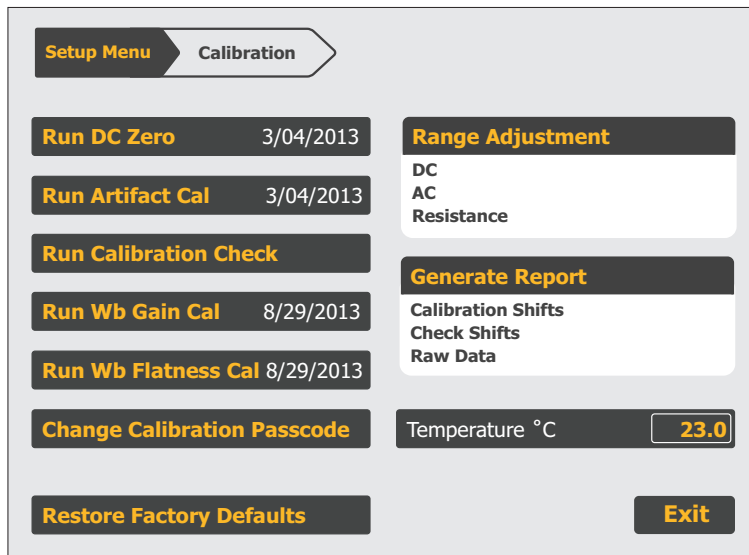 Setup Menu
Calibration
Run DC Zero 3/04/2013
Run Artifact Cal 3/04/2013
Run Calibration Check
Run Wb Gain Cal 8/29/2013
Run Wb Flatness Cal 8/29/2013
Change Calibration Passcode
Restore Factory Defaults
Range Adjustment
DC
AC
Resistance
Generate Report
Calibration Shifts
Check Shifts
Raw Data
Temperature ˚C 23.0
Exit